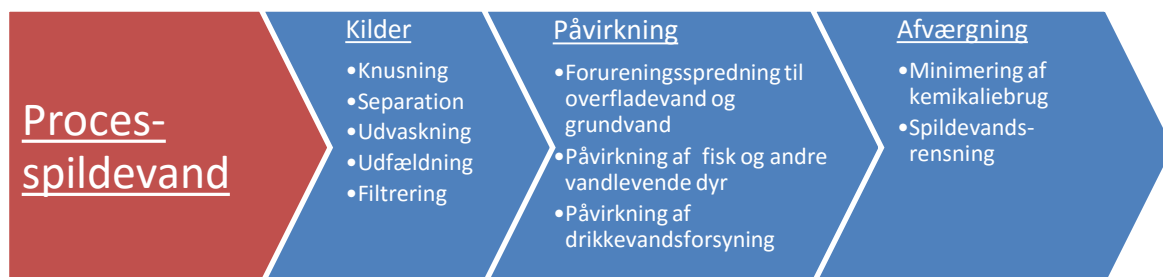 Proces-
spildevand
Kilder
•Knusning
•Separation
•Udvaskning
•Udfældning
•Filtrering
Påvirkning
•Forureningsspredning til
overfladevand og
grundvand
•Påvirkning af fisk og andre
vandlevende dyr
•Påvirkning af
drikkevandsforsyning
Afværgning
•Minimering af
kemikaliebrug
•Spildevands-
rensning